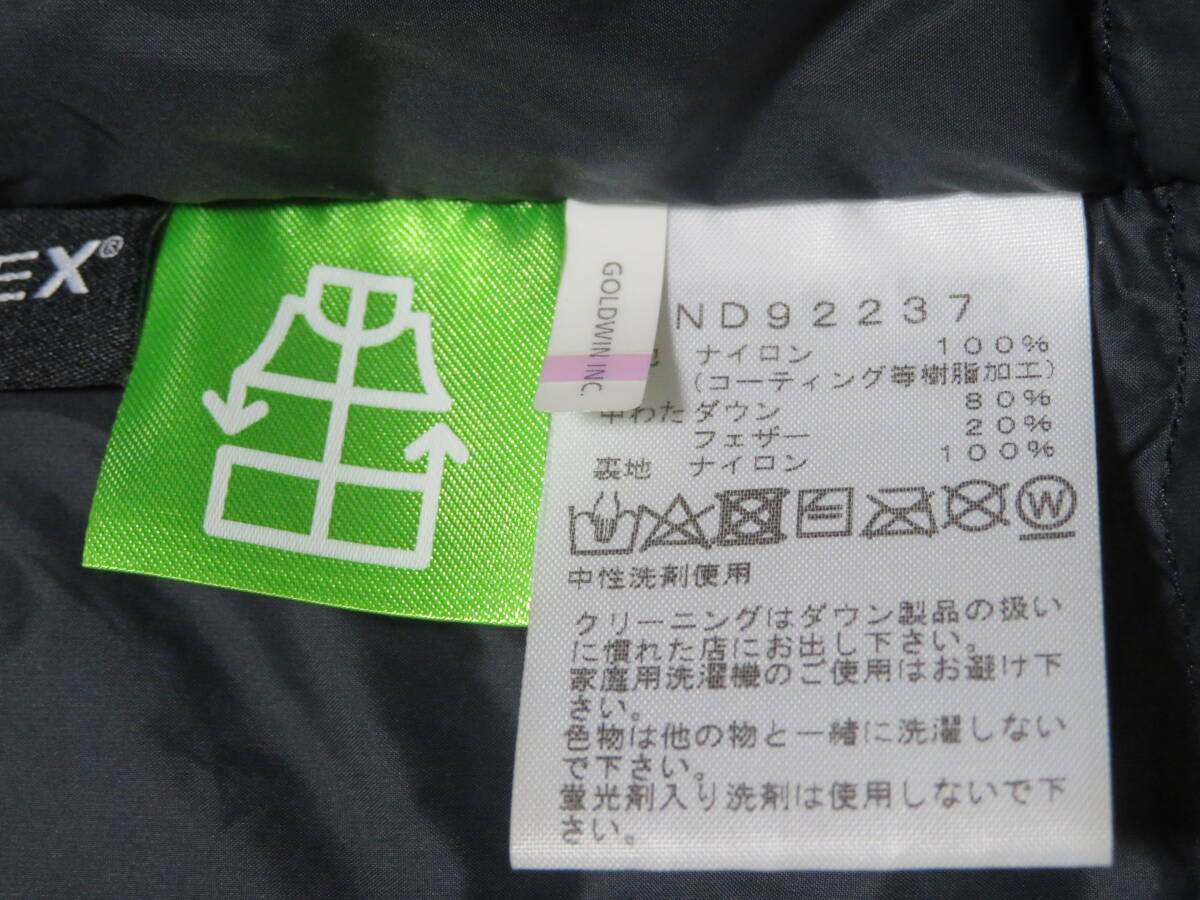 EX®
GOLDWIN INC.
ND92237
地 ナイロン 100%
(コーティング等樹脂加工)
中わた ダウン 80%
フェザー 20%
裏地 ナイロン 100%
W
中性洗剤使用
クリーニングはダウン製品の扱い
に慣れた店にお出し下さい。
家庭用洗濯機のご使用はお避け下
さい。
色物は他の物と一緒に洗濯しない
で下さい。
蛍光剤入り洗剤は使用しないで下
さい。